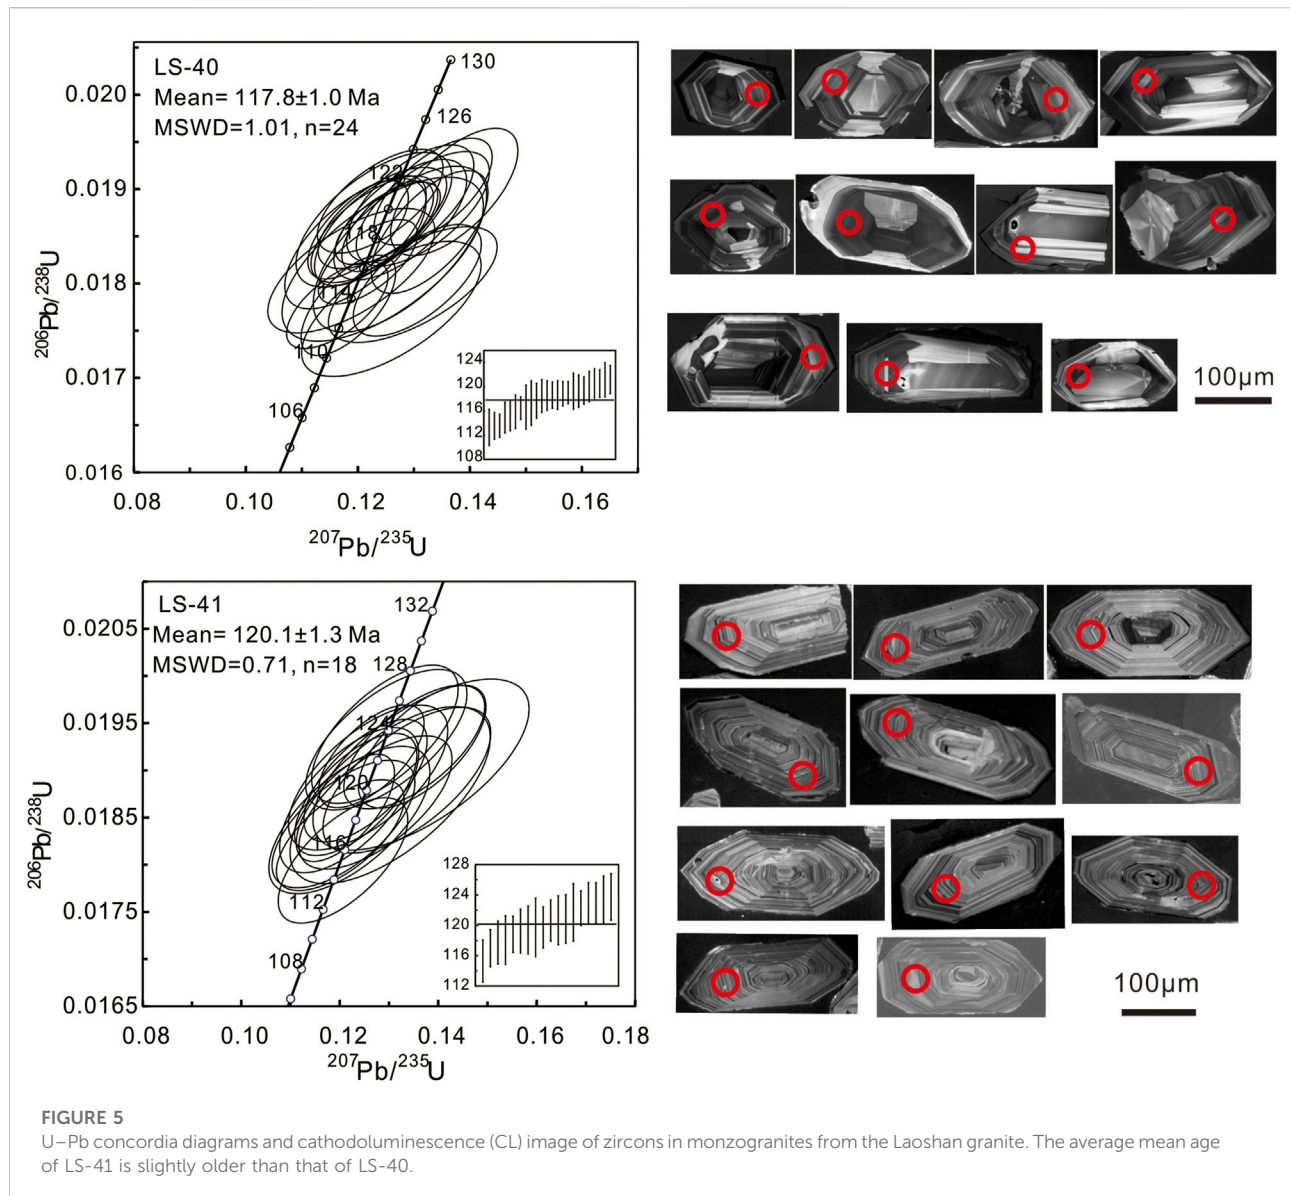 LS-40
Mean= 117.8±1.0 Ma
MSWD=1.01, n=24
130
126
122
118
114
110
106
0.020
0.019
0.018
0.017
0.016
²⁰⁶Pb/²³⁸U
124
120
116
112
108
0.08 0.10 0.12 0.14
²⁰⁷Pb/²³⁵U
100μm
LS-41
Mean= 120.1±1.3 Ma
MSWD=0.71, n=18
132
128
124
120
116
112
108
0.0205
0.0195
0.0185
0.0175
0.0165
²⁰⁶Pb/²³⁸U
128
124
120
116
112
0.08 0.10 0.12 0.14 0.16 0.18
²⁰⁷Pb/²³⁵U
100μm
FIGURE 5
U–Pb concordia diagrams and cathodoluminescence (CL) image of zircons in monzogranites from the Laoshan granite. The average mean age
of LS-41 is slightly older than that of LS-40.